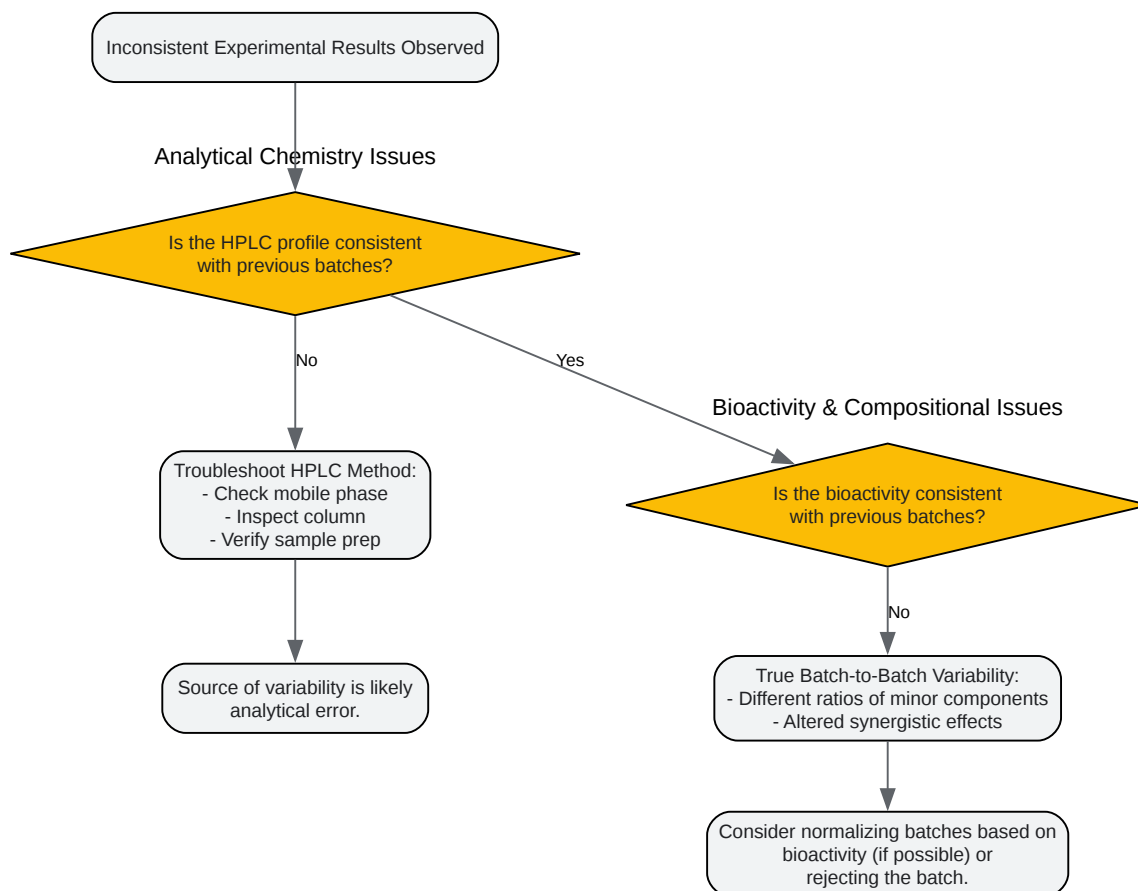 Inconsistent Experimental Results Observed
Analytical Chemistry Issues
Is the HPLC profile consistent
with previous batches?
No
Yes
Bioactivity & Compositional Issues
Troubleshoot HPLC Method:
- Check mobile phase
- Inspect column
- Verify sample prep
Is the bioactivity consistent
with previous batches?
No
Source of variability is likely
analytical error.
True Batch-to-Batch Variability:
- Different ratios of minor components
- Altered synergistic effects
Consider normalizing batches based on
bioactivity (if possible) or
rejecting the batch.